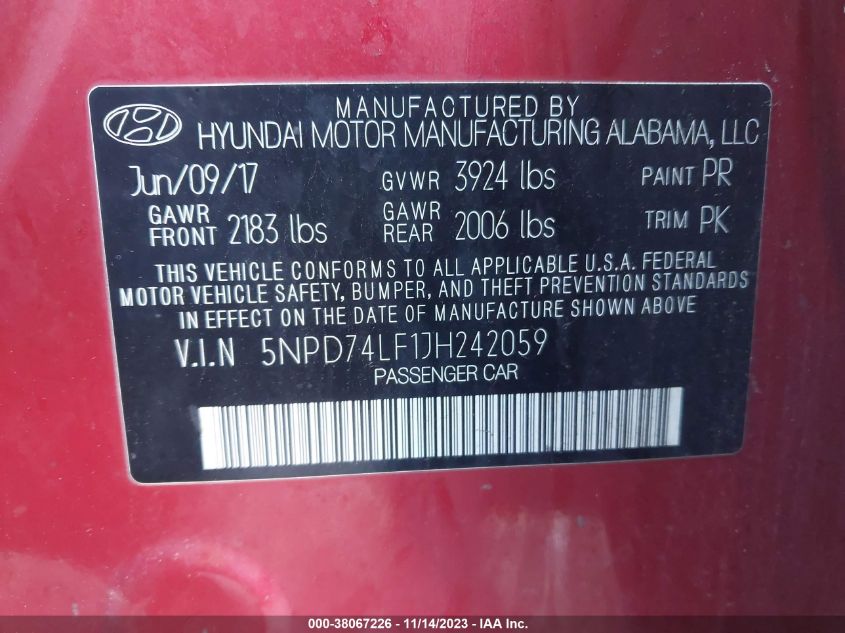 MANUFACTURED BY
HYUNDAI MOTOR MANUFACTURING ALABAMA, LLC
Jun/09/17 GVWR 3924 lbs PAINT PR
GAWR FRONT 2183 lbs GAWR REAR 2006 lbs TRIM PK
THIS VEHICLE CONFORMS TO ALL APPLICABLE U.S.A. FEDERAL
MOTOR VEHICLE SAFETY, BUMPER, AND THEFT PREVENTION STANDARDS
IN EFFECT ON THE DATE OF MANUFACTURE SHOWN ABOVE
V.I.N 5NPD74LF1JH242059
PASSENGER CAR
000-38067226 - 11/14/2023 - IAA Inc.